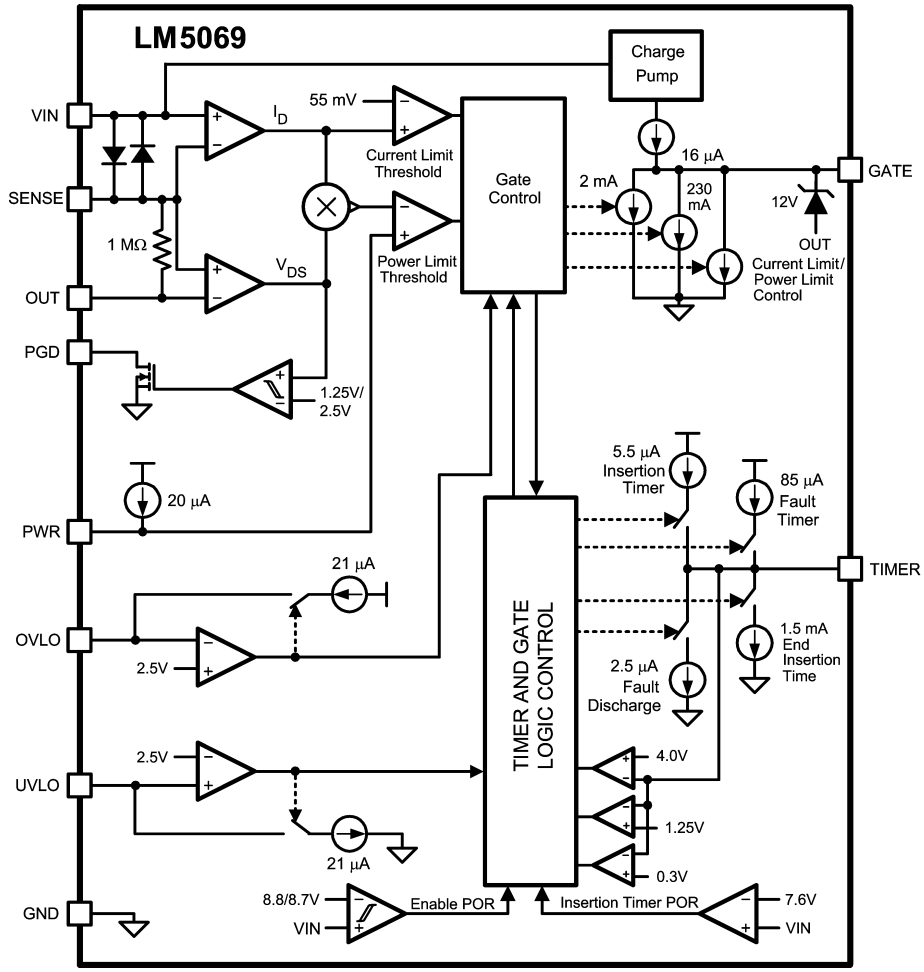 LM5069
Charge
Pump
VIN
55 mV
−
+
+
−
I_D
Current Limit
Threshold
Gate
Control
16 μA
GATE
2 mA
230
mA
12V
OUT
Current Limit/
Power Limit
Control
SENSE
1 MΩ
−
+
Power Limit
Threshold
+
−
V_DS
OUT
PGD
+
−
1.25V/
2.5V
20 μA
PWR
5.5 μA
Insertion
Timer
85 μA
Fault
Timer
TIMER
21 μA
OVLO
−
+
2.5V
TIMER AND GATE
LOGIC CONTROL
2.5 μA
Fault
Discharge
1.5 mA
End
Insertion
Time
2.5V
−
+
UVLO
21 μA
+
−
4.0V
−
+
1.25V
−
+
0.3V
GND
8.8/8.7V
−
+
VIN
Enable POR
Insertion Timer POR
−
+
7.6V
VIN